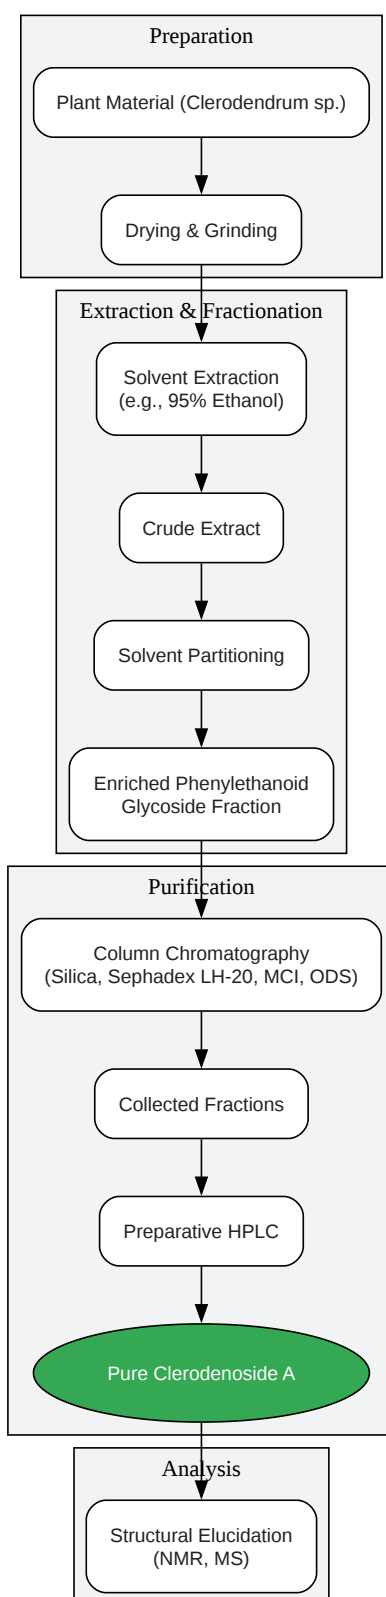 Preparation
Plant Material (Clerodendrum sp.)
Drying & Grinding
Extraction & Fractionation
Solvent Extraction
(e.g., 95% Ethanol)
Crude Extract
Solvent Partitioning
Enriched Phenylethanoid
Glycoside Fraction
Purification
Column Chromatography
(Silica, Sephadex LH-20, MCI, ODS)
Collected Fractions
Preparative HPLC
Pure Clerodenoside A
Analysis
Structural Elucidation
(NMR, MS)